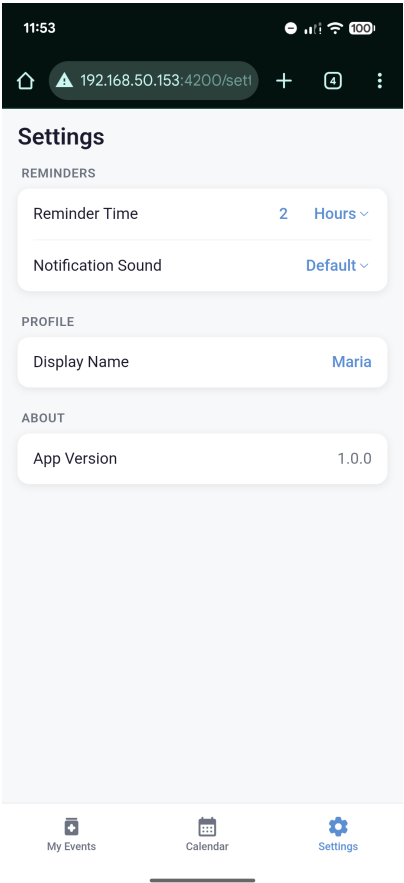 11:53
100
192.168.50.153:4200/sett
4
Settings
REMINDERS
Reminder Time 2 Hours
Notification Sound Default
PROFILE
Display Name Maria
ABOUT
App Version 1.0.0
My Events Calendar Settings